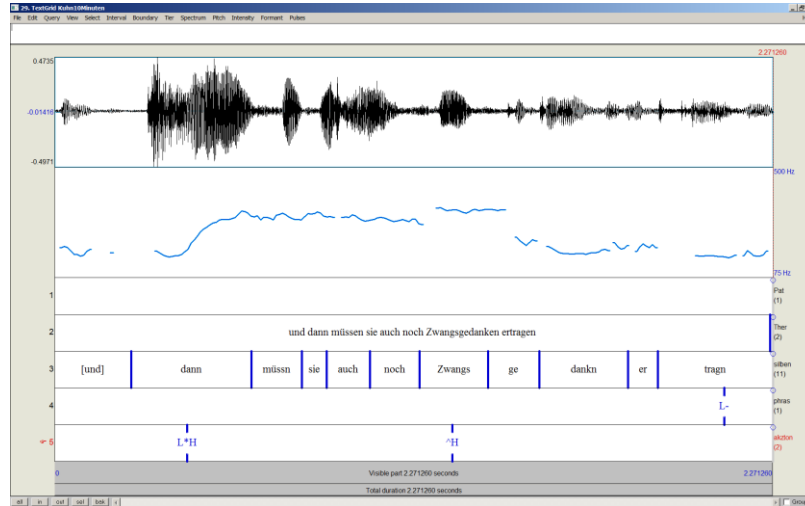 29. TextGrid Kuhn10Minuten
File Edit Query View Select Interval Boundary Tier Spectrum Pitch Intensity Formant Pulses
2.271260
0.4735
-0.01416
-0.4971
500 Hz
75 Hz
1 Pat (1)
2 und dann müssen sie auch noch Zwangsgedanken ertragen Ther (2)
3 [und] dann müssn sie auch noch Zwangs ge dankn er tragn silben (11)
4 L- phras (1)
5 L*H ^H akzton (2)
0 Visible part 2.271260 seconds 2.271260
Total duration 2.271260 seconds
all in out sel bak Group